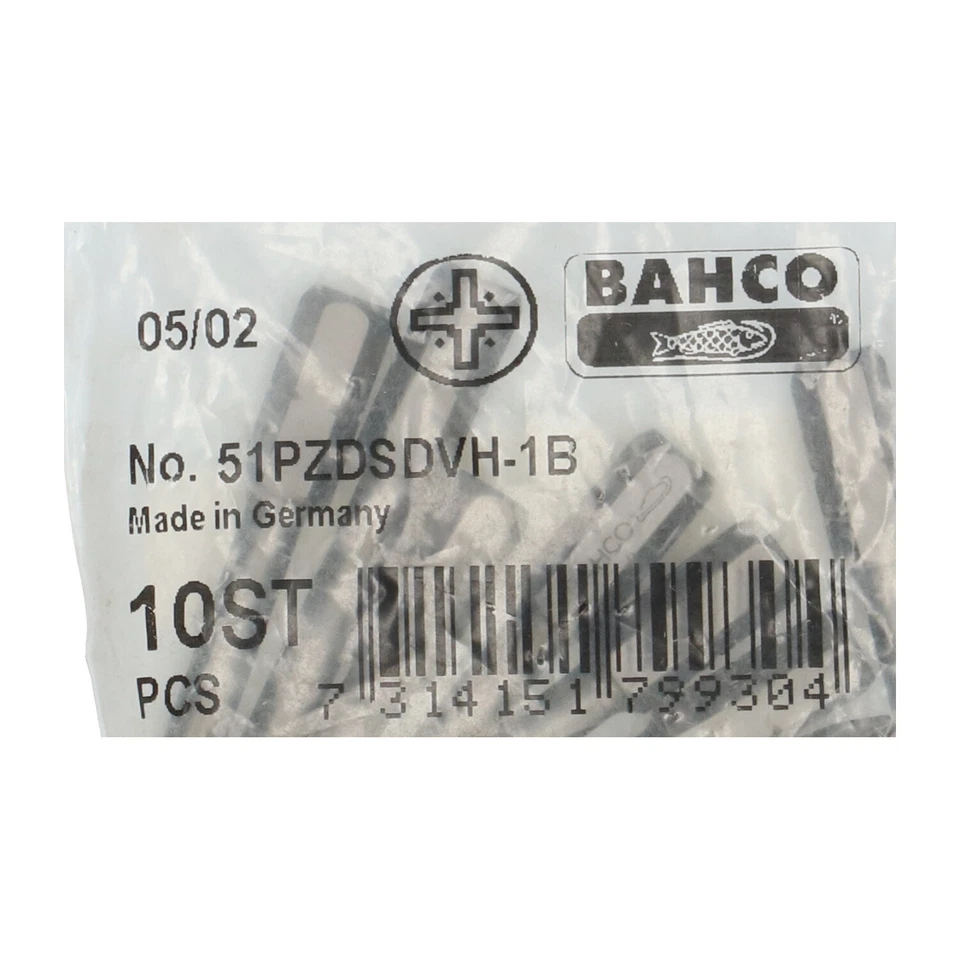 BAHCO
05/02
No. 51PZDSDVH-1B
Made in Germany
10ST
PCS
7 314151 799304